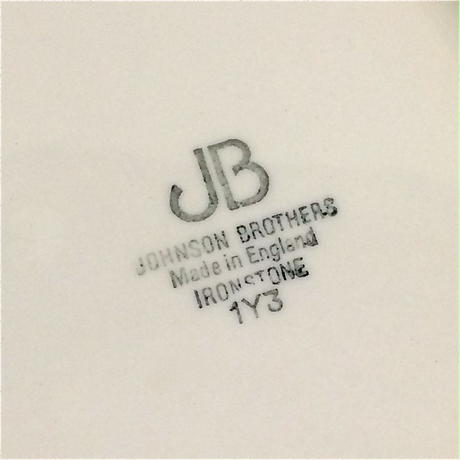 JB
JOHNSON BROTHERS
Made in England
IRONSTONE
1Y3